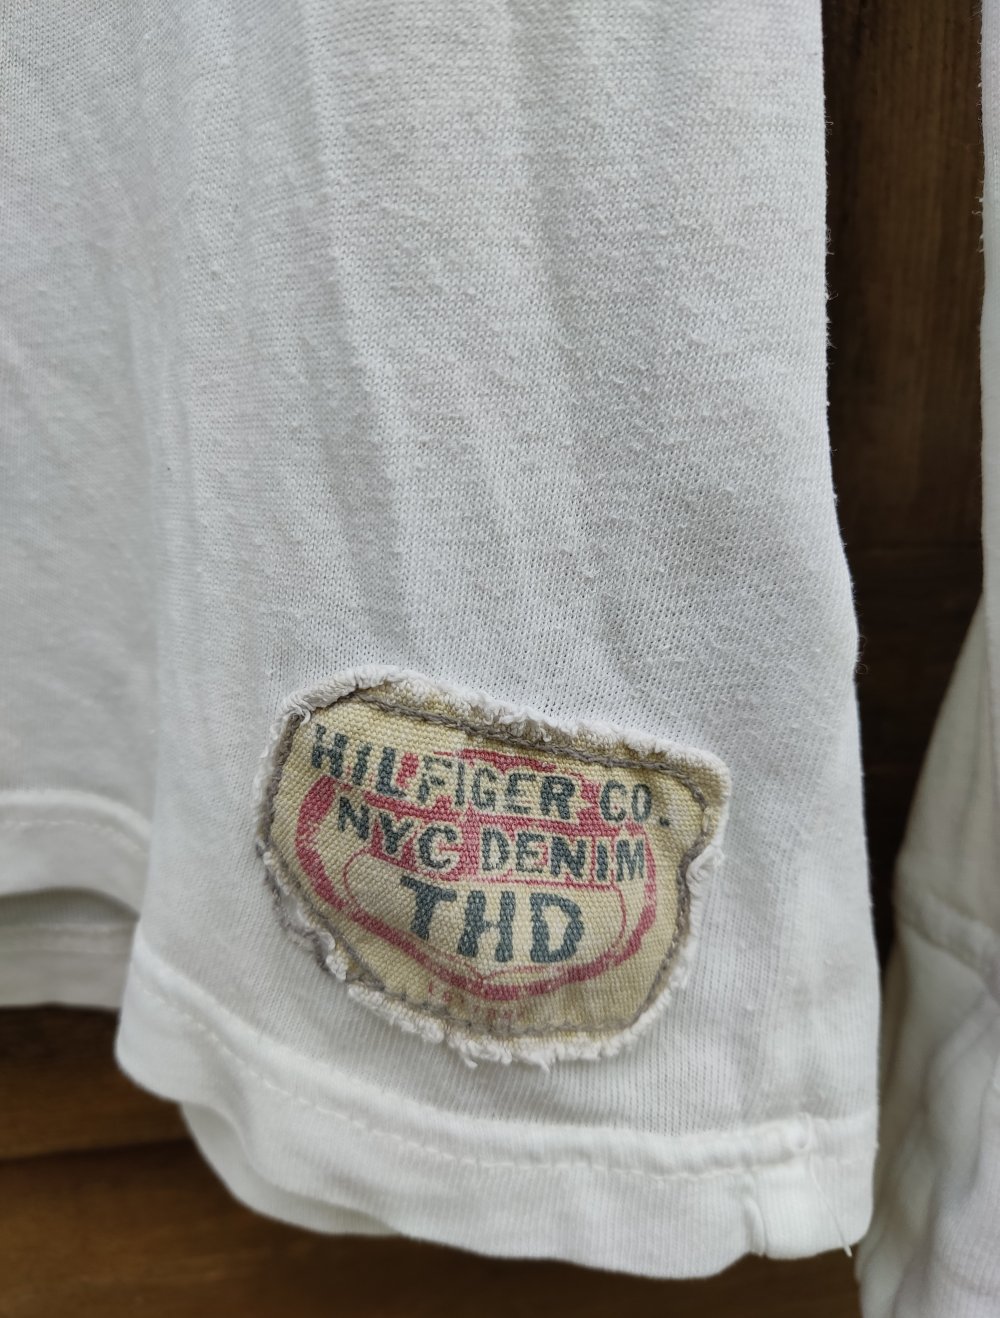 HILFIGER CO.
NYC DENIM
THD